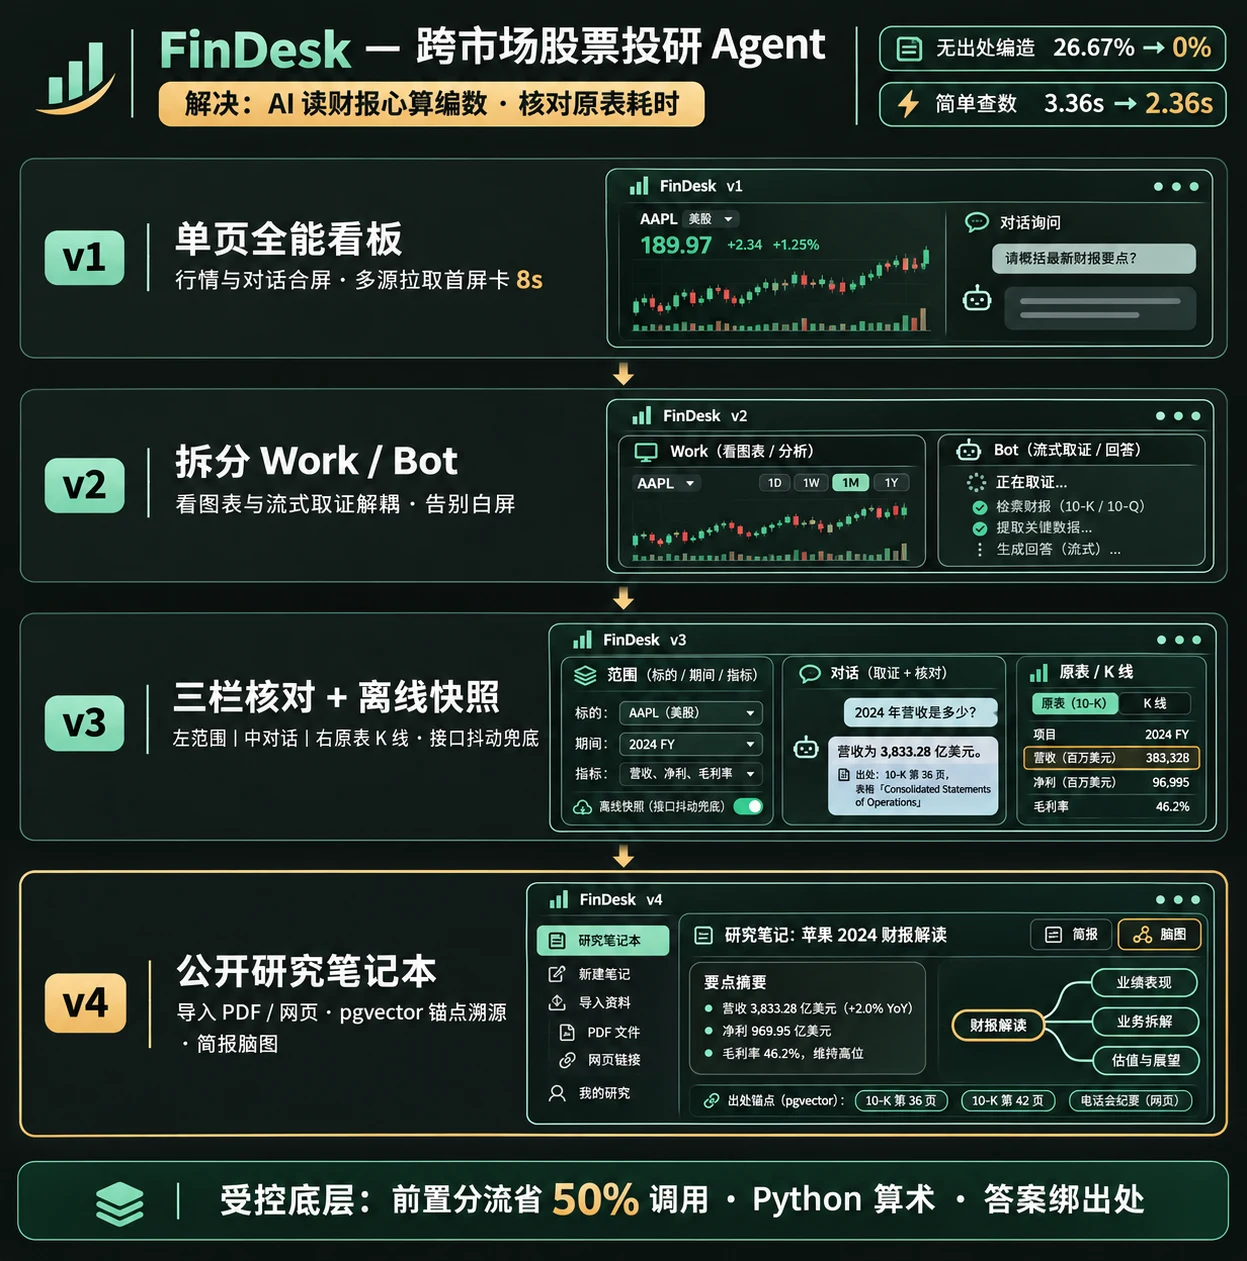 FinDesk — 跨市场股票投研 Agent
解决：AI 读财报心算编数 · 核对原表耗时
无出处编造 26.67% → 0%
简单查数 3.36s → 2.36s
v1
单页全能看板
行情与对话合屏 · 多源拉取首屏卡 8s
FinDesk v1
AAPL 美股
189.97 +2.34 +1.25%
对话询问
请概括最新财报要点？
v2
拆分 Work / Bot
看图表与流式取证解耦 · 告别白屏
FinDesk v2
Work（看图表 / 分析）
AAPL 1D 1W 1M 1Y
Bot（流式取证 / 回答）
正在取证...
检索财报（10-K / 10-Q）
提取关键数据...
生成回答（流式）...
v3
三栏核对 + 离线快照
左范围 | 中对话 | 右原表 K 线 · 接口抖动兜底
FinDesk v3
范围（标的 / 期间 / 指标）
标的： AAPL（美股）
期间： 2024 FY
指标： 营收、净利、毛利率
离线快照（接口抖动兜底）
对话（取证 + 核对）
2024 年营收是多少？
营收为 3,833.28 亿美元。
出处：10-K 第 36 页，
表格「Consolidated Statements
of Operations」
原表 / K 线
原表（10-K） K 线
项目 2024 FY
营收（百万美元） 383,328
净利（百万美元） 96,995
毛利率 46.2%
v4
公开研究笔记本
导入 PDF / 网页 · pgvector 锚点溯源
· 简报脑图
FinDesk v4
研究笔记本
新建笔记
导入资料
PDF 文件
网页链接
我的研究
研究笔记：苹果 2024 财报解读
简报
脑图
要点摘要
营收 3,833.28 亿美元（+2.0% YoY）
净利 969.95 亿美元
毛利率 46.2%，维持高位
财报解读
业绩表现
业务拆解
估值与展望
出处锚点（pgvector）： 10-K 第 36 页 10-K 第 42 页 电话会纪要（网页）
受控底层：前置分流省 50% 调用 · Python 算术 · 答案绑出处